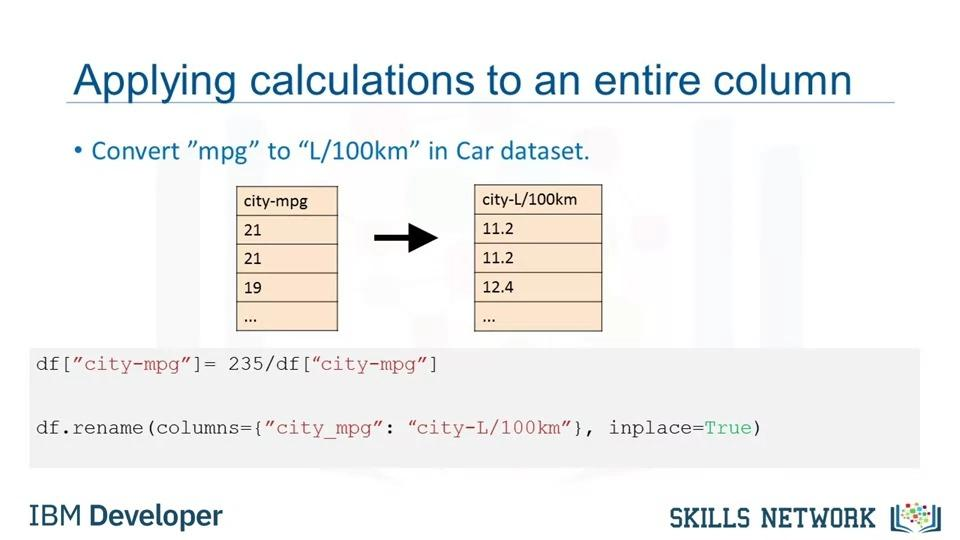 Applying calculations to an entire column
• Convert ”mpg” to “L/100km” in Car dataset.
city-mpg
21
21
19
...
city-L/100km
11.2
11.2
12.4
...
df[”city-mpg”]= 235/df[“city-mpg”]
df.rename(columns={”city_mpg”: “city-L/100km”}, inplace=True)
IBM Developer
SKILLS NETWORK